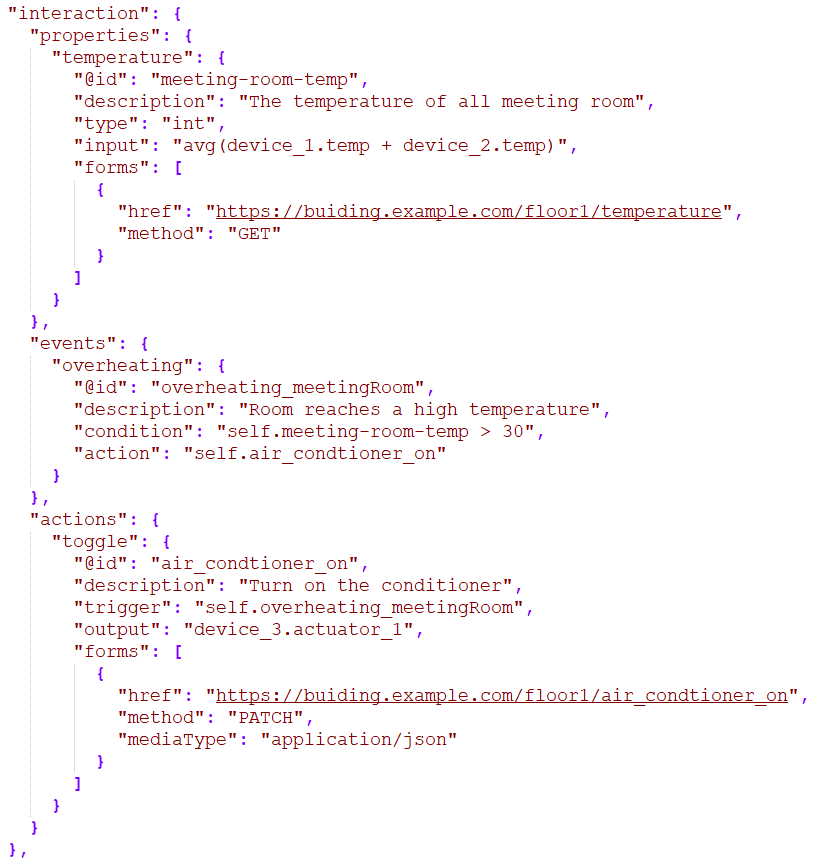 "interaction": {
"properties": {
"temperature": {
"@id": "meeting-room-temp",
"description": "The temperature of all meeting room",
"type": "int",
"input": "avg(device_1.temp + device_2.temp)",
"forms": [
{
"href": "https://buiding.example.com/floor1/temperature",
"method": "GET"
}
]
}
},
"events": {
"overheating": {
"@id": "overheating_meetingRoom",
"description": "Room reaches a high temperature",
"condition": "self.meeting-room-temp > 30",
"action": "self.air_condtioner_on"
}
},
"actions": {
"toggle": {
"@id": "air_condtioner_on",
"description": "Turn on the conditioner",
"trigger": "self.overheating_meetingRoom",
"output": "device_3.actuator_1",
"forms": [
{
"href": "https://buiding.example.com/floor1/air_condtioner_on",
"method": "PATCH",
"mediaType": "application/json"
}
]
}
}
},